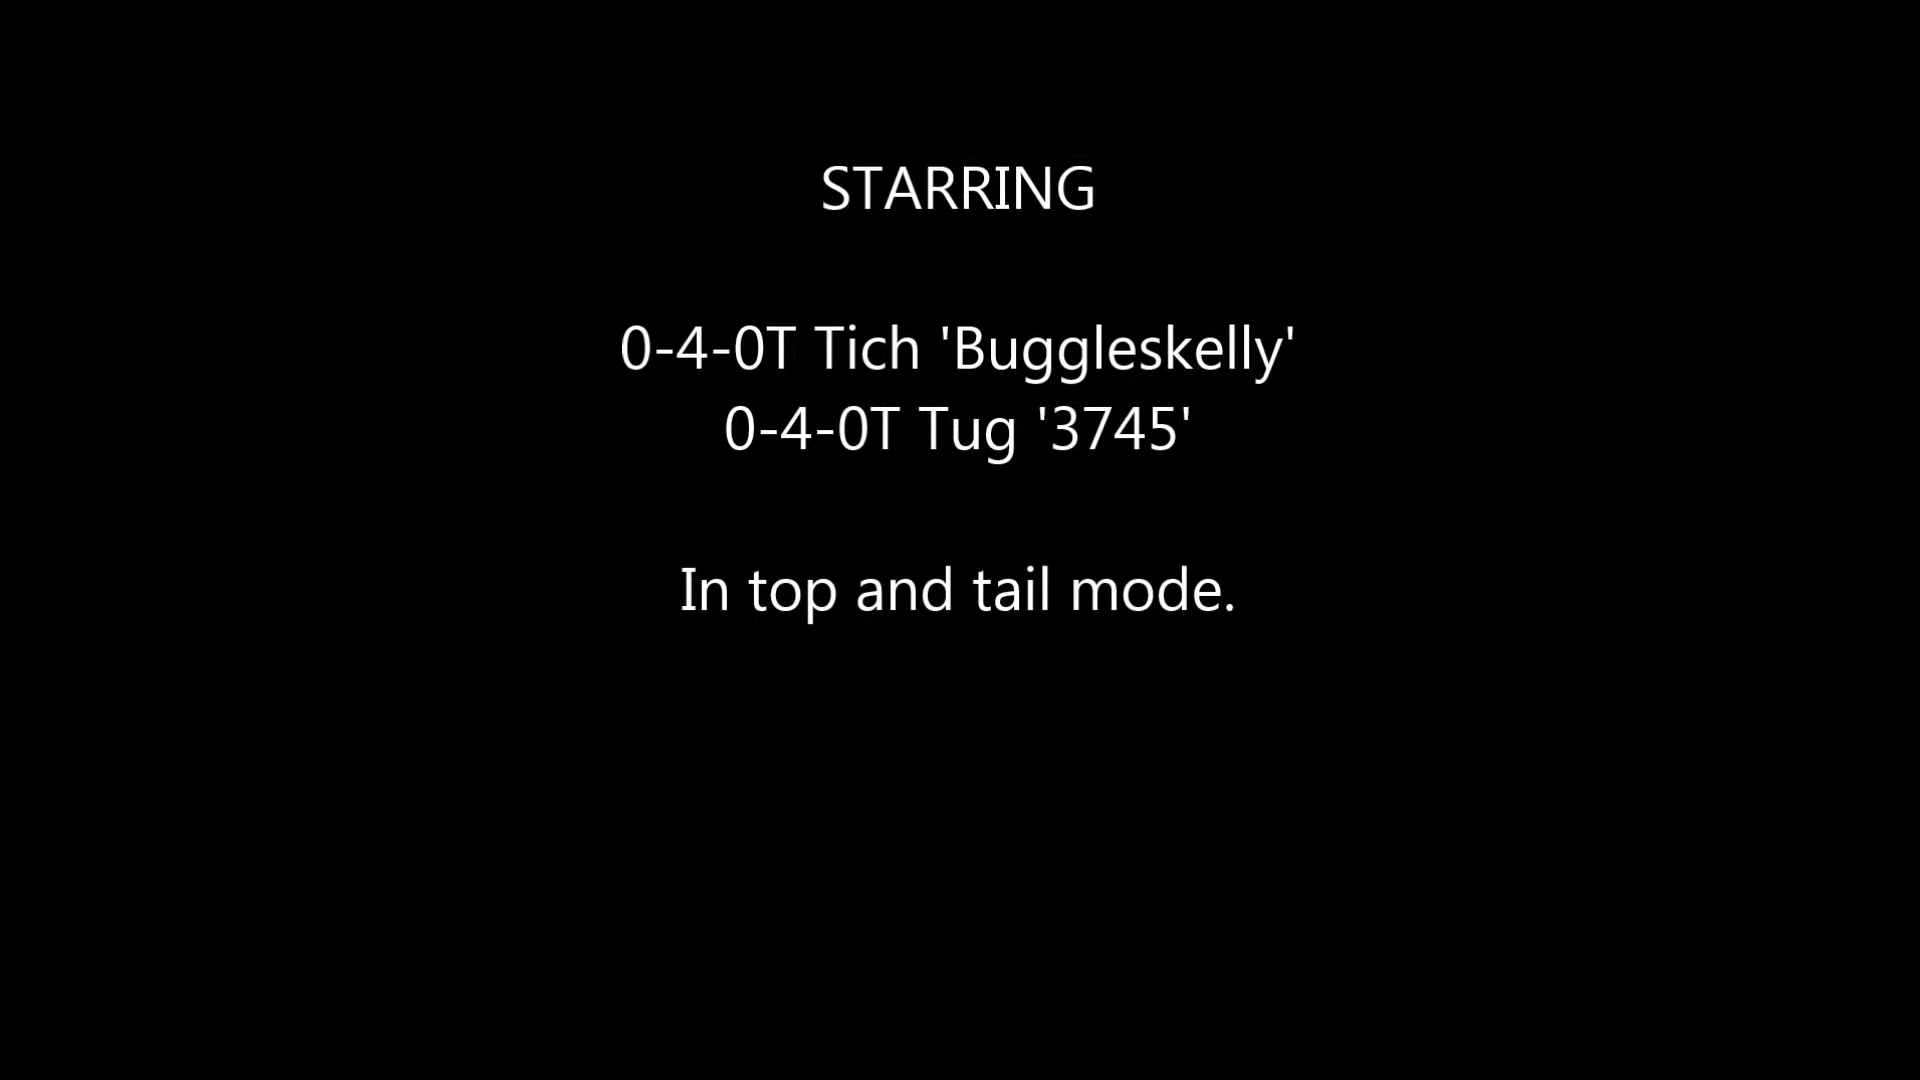 STARRING
0-4-0T Tich 'Buggleskelly'
0-4-0T Tug '3745'
In top and tail mode.